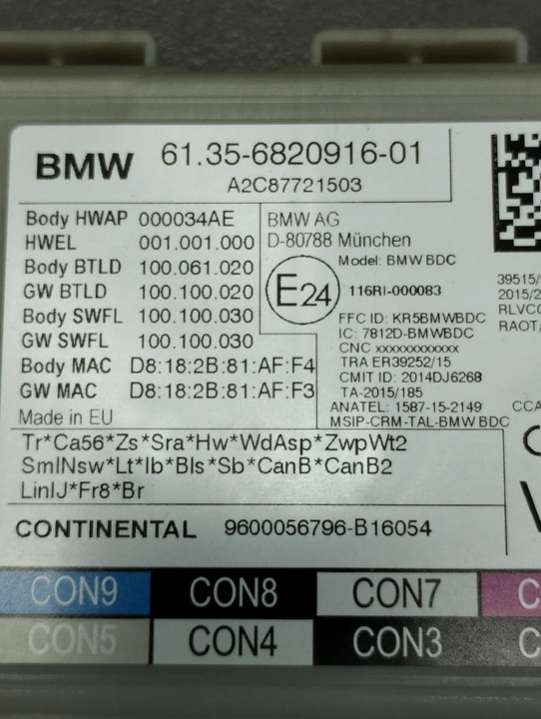 BMW 61.35-6820916-01
A2C87721503
Body HWAP 000034AE
HWEL 001.001.000
Body BTLD 100.061.020
GW BTLD 100.100.020
Body SWFL 100.100.030
GW SWFL 100.100.030
Body MAC D8:18:2B:81:AF:F4
GW MAC D8:18:2B:81:AF:F3
Made in EU
BMW AG
D-80788 München
Model: BMW BDC
E24
116RI-000083
FFC ID: KR5BMWBDC
IC: 7812D-BMWBDC
CNC xxxxxxxxxxxx
TRA ER39252/15
CMIT ID: 2014DJ6268
TA-2015/185
ANATEL: 1587-15-2149
MSIP-CRM-TAL-BMW BDC
39515/
2015/2
RLVCC
RAOT/
CCA
Tr*Ca56*Zs*Sra*Hw*WdAsp*ZwpWt2
SmlNsw*Lt*Ib*Bls*Sb*CanB*CanB2
LinIJ*Fr8*Br
CONTINENTAL 9600056796-B16054
CON9 CON8 CON7 C
CON5 CON4 CON3 C